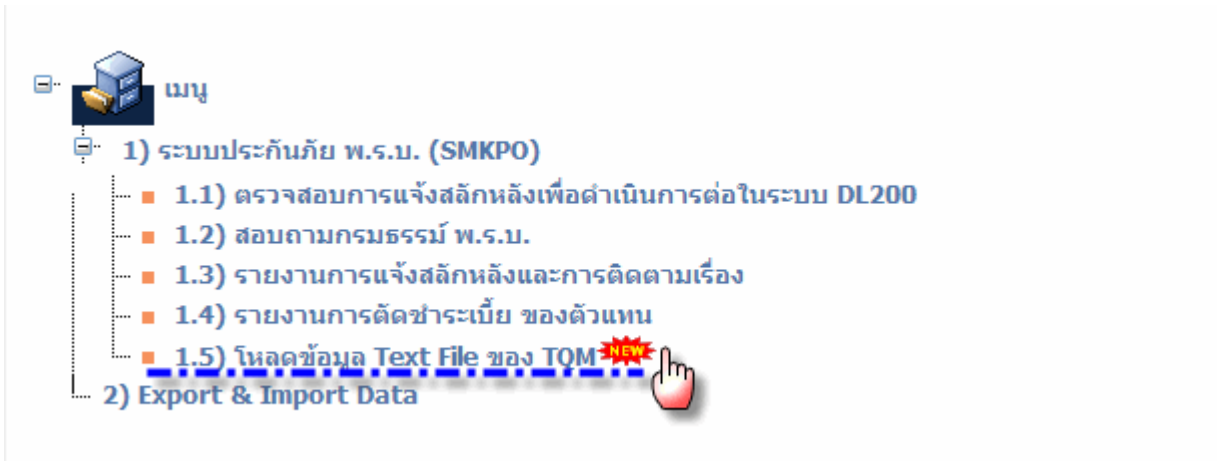 เมนู
1) ระบบประกันภัย พ.ร.บ. (SMKPO)
1.1) ตรวจสอบการแจ้งสลักหลังเพื่อดำเนินการต่อในระบบ DL200
1.2) สอบถามกรมธรรม์ พ.ร.บ.
1.3) รายงานการแจ้งสลักหลังและการติดตามเรื่อง
1.4) รายงานการตัดชำระเบี้ย ของตัวแทน
1.5) โหลดข้อมูล Text File ของ TQM NEW
2) Export & Import Data